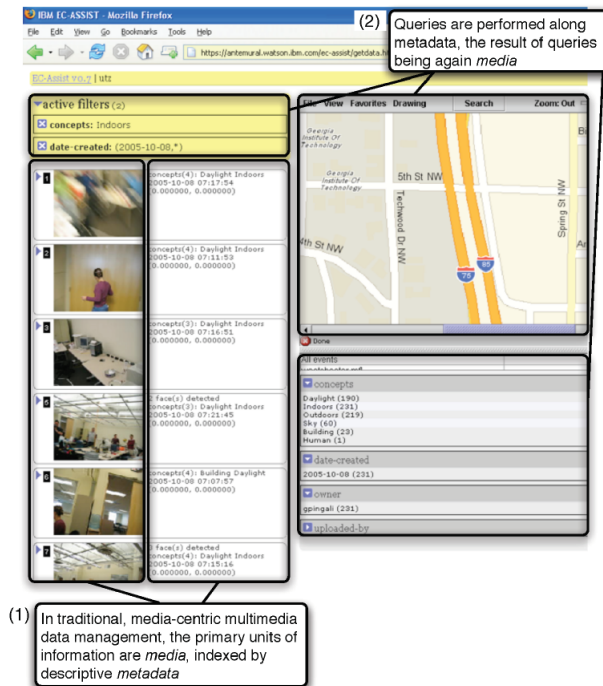 IBM EC-ASSIST - Mozilla Firefox
File Edit View Go Bookmarks Tools Help
https://antemural.watson.ibm.com/ec-assist/getdata.h
(2) Queries are performed along
metadata, the result of queries
being again media
EC-Assist v0.7 | utz
active filters (2)
concepts: Indoors
date-created: (2005-10-08,*)
File View Favorites Drawing Search Zoom: Out
Georgia
Institute Of
Technology
Georgia
Institute Of
Technology
5th St NW
Techwood Dr NW
4th St NW
Spring St NW
75
85
Done
1
concepts(4): Daylight Indoors
2005-10-08 07:17:54
(0.000000, 0.000000)
2
concepts(4): Daylight Indoors
2005-10-08 07:11:53
(0.000000, 0.000000)
3
concepts(3): Daylight Indoors
2005-10-08 07:16:51
(0.000000, 0.000000)
5
2 face(s) detected
concepts(4): Daylight Indoors
2005-10-08 07:21:45
(0.000000, 0.000000)
6
concepts(4): Building Daylight
2005-10-08 07:07:57
(0.000000, 0.000000)
7
face(s) detected
concepts(4): Daylight Indoors
2005-10-08 07:15:16
(0.000000, 0.000000)
All events
concepts
Daylight (190)
Indoors (231)
Outdoors (219)
Sky (60)
Building (23)
Human (1)
date-created
2005-10-08 (231)
owner
gpingali (231)
uploaded-by
(1) In traditional, media-centric multimedia
data management, the primary units of
information are media, indexed by
descriptive metadata